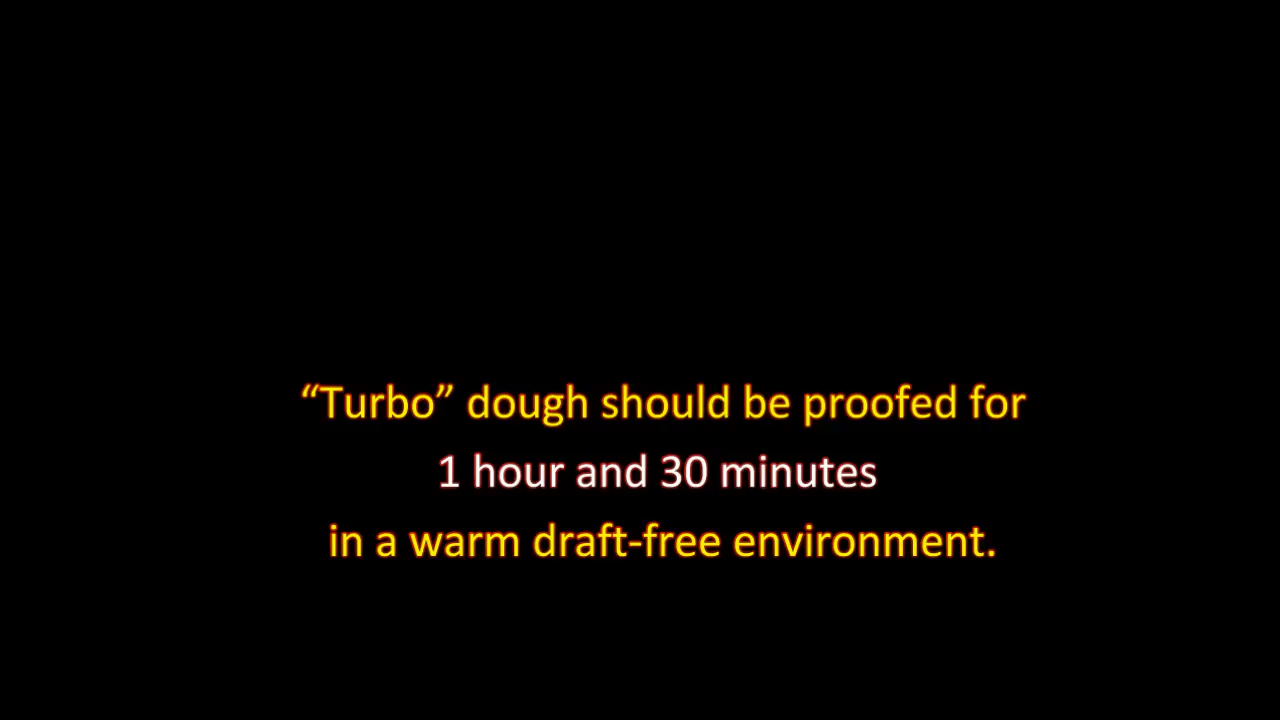 “Turbo” dough should be proofed for
1 hour and 30 minutes
in a warm draft-free environment.